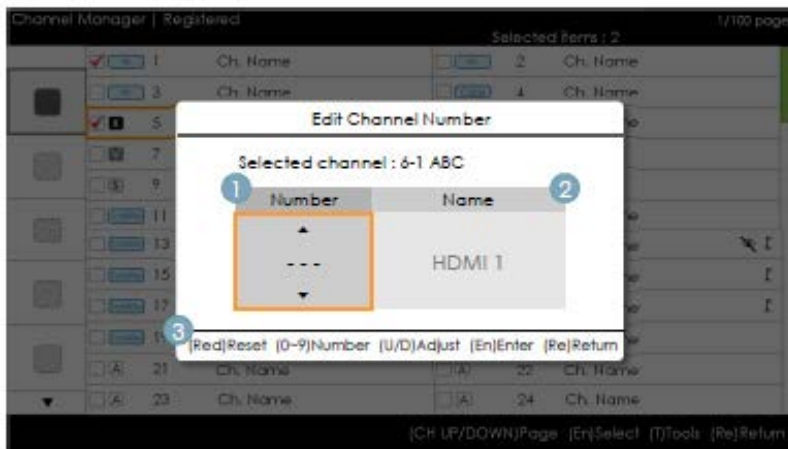 Channel Manager | Registered
1/100 page
Selected items : 2
1 Ch. Name 2 Ch. Name
3 Ch. Name 4 Ch. Name
5
7
9
11
13
15
17
Edit Channel Number
Selected channel : 6-1 ABC
1 2
Number Name
- - -
HDMI 1
3
(Red)Reset (0~9)Number (U/D)Adjust (En)Enter (Re)Return
A 21 Ch. Name A 22 Ch. Name
A 23 Ch. Name A 24 Ch. Name
(CH UP/DOWN)Page (En)Select (T)Tools (Re)Return